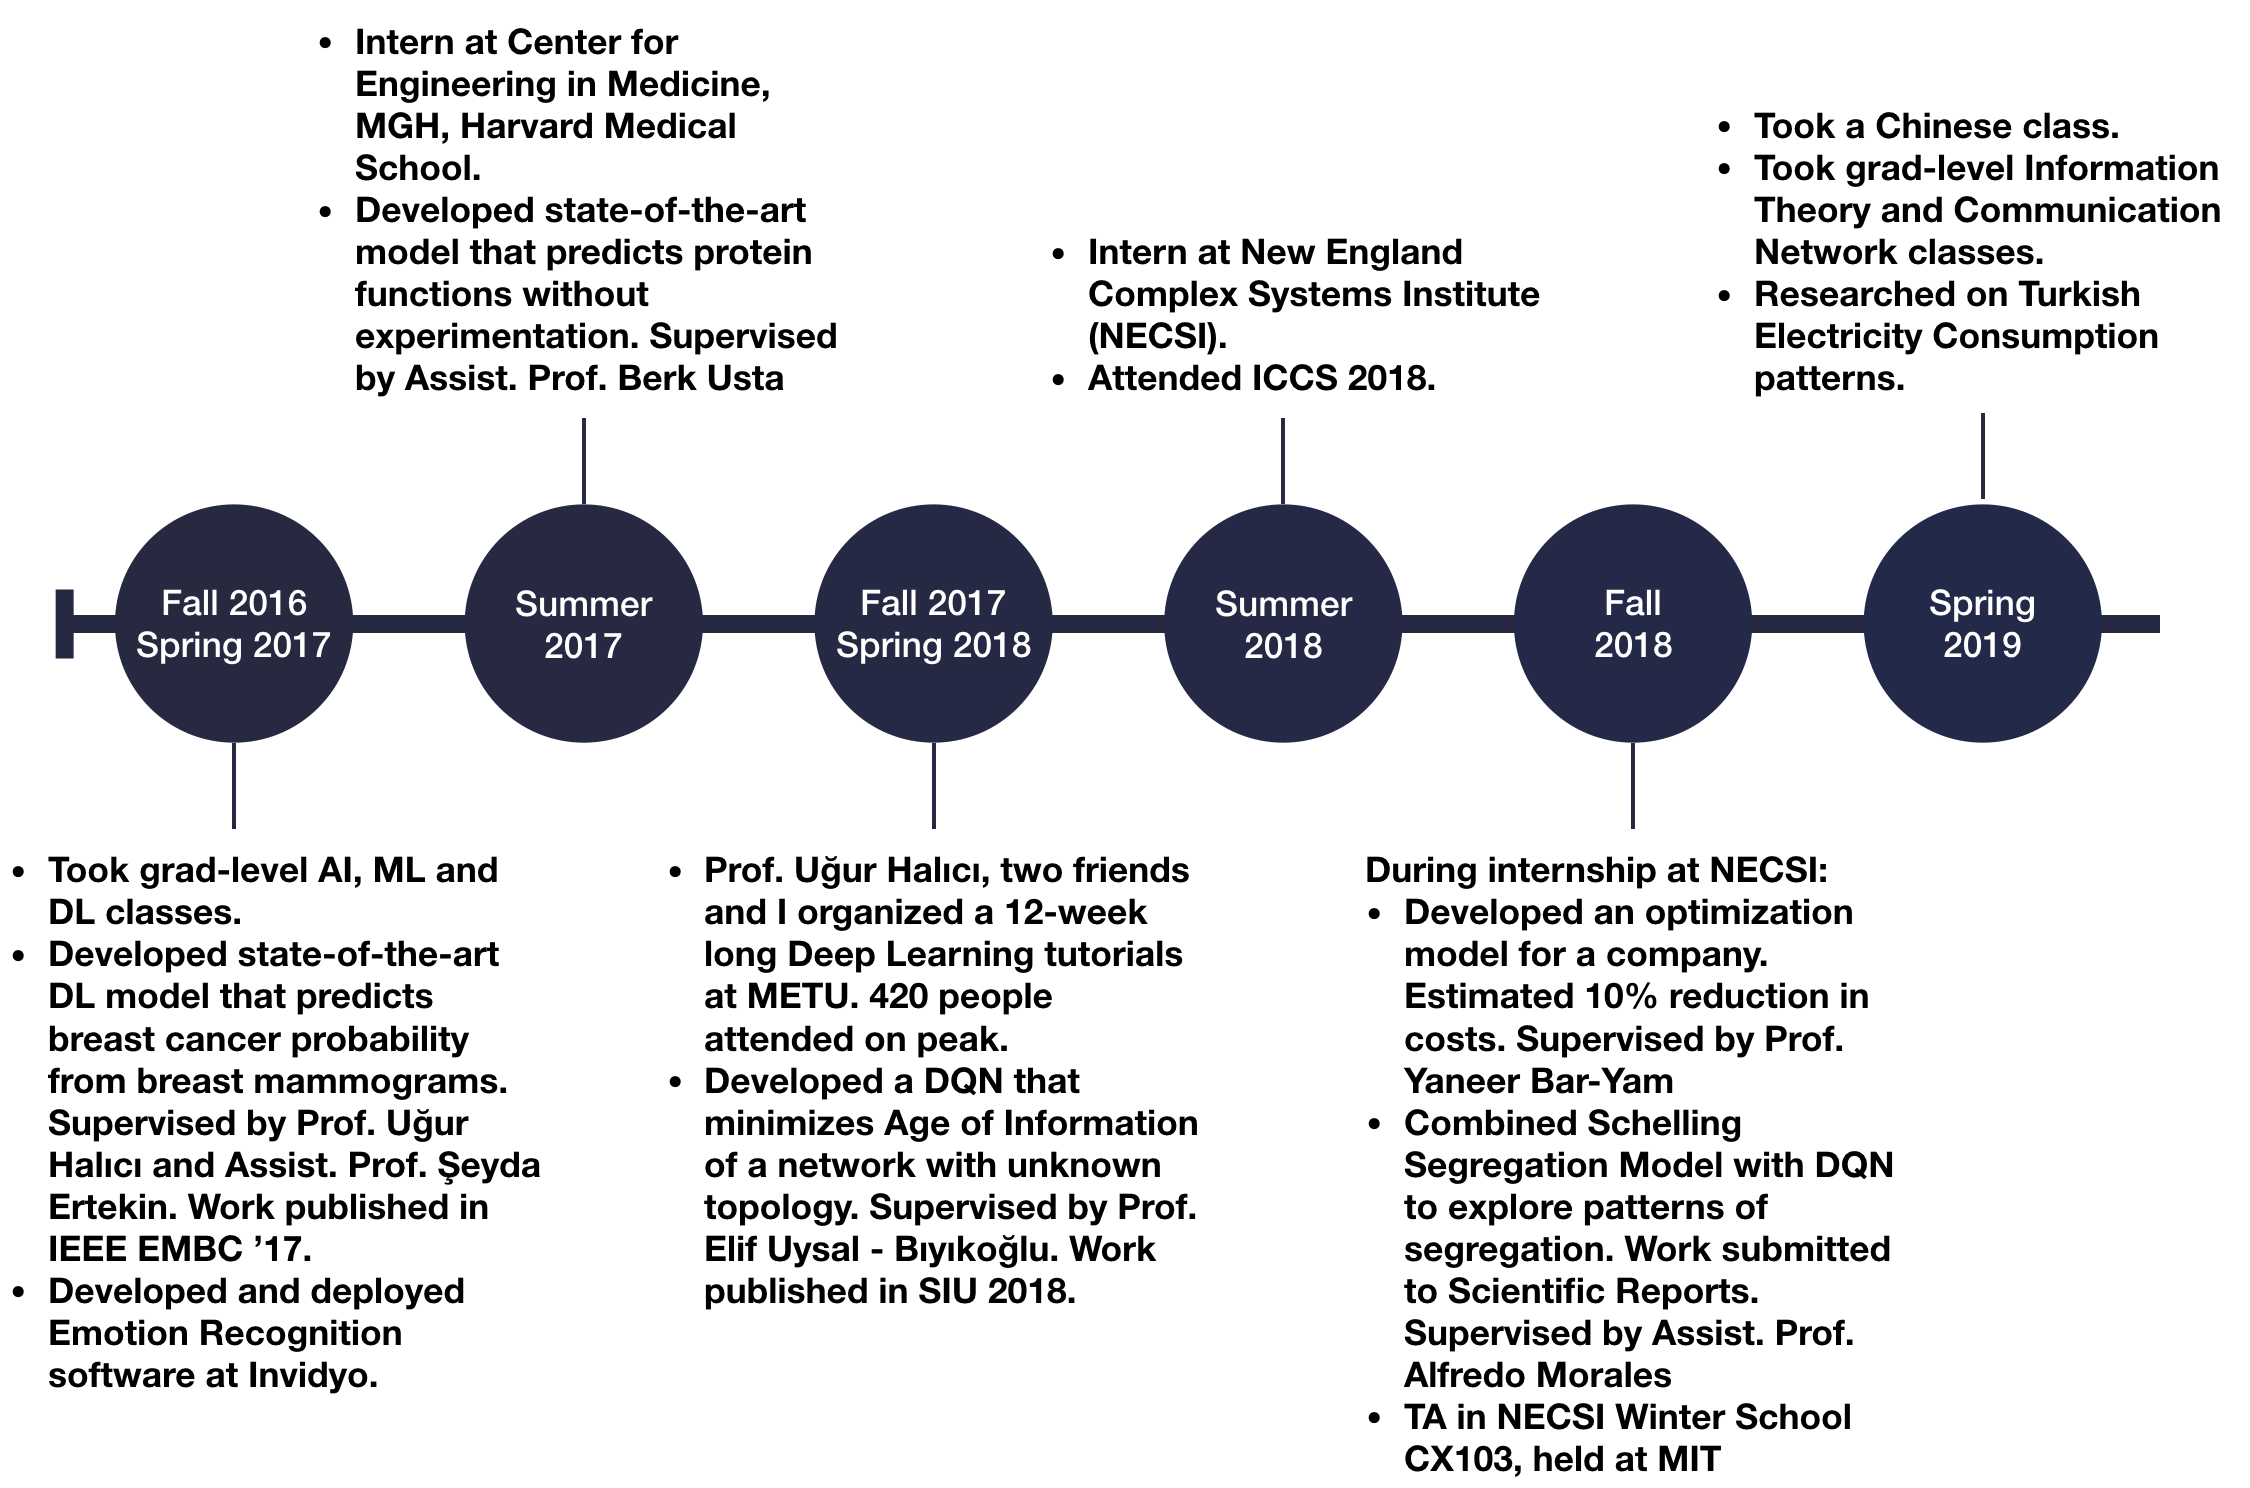 • Intern at Center for
Engineering in Medicine,
MGH, Harvard Medical
School.
• Developed state-of-the-art
model that predicts protein
functions without
experimentation. Supervised
by Assist. Prof. Berk Usta
• Intern at New England
Complex Systems Institute
(NECSI).
• Attended ICCS 2018.
• Took a Chinese class.
• Took grad-level Information
Theory and Communication
Network classes.
• Researched on Turkish
Electricity Consumption
patterns.
Fall 2016
Spring 2017
Summer
2017
Fall 2017
Spring 2018
Summer
2018
Fall
2018
Spring
2019
• Took grad-level AI, ML and
DL classes.
• Developed state-of-the-art
DL model that predicts
breast cancer probability
from breast mammograms.
Supervised by Prof. Uğur
Halıcı and Assist. Prof. Şeyda
Ertekin. Work published in
IEEE EMBC ’17.
• Developed and deployed
Emotion Recognition
software at Invidyo.
• Prof. Uğur Halıcı, two friends
and I organized a 12-week
long Deep Learning tutorials
at METU. 420 people
attended on peak.
• Developed a DQN that
minimizes Age of Information
of a network with unknown
topology. Supervised by Prof.
Elif Uysal - Bıyıkoğlu. Work
published in SIU 2018.
During internship at NECSI:
• Developed an optimization
model for a company.
Estimated 10% reduction in
costs. Supervised by Prof.
Yaneer Bar-Yam
• Combined Schelling
Segregation Model with DQN
to explore patterns of
segregation. Work submitted
to Scientific Reports.
Supervised by Assist. Prof.
Alfredo Morales
• TA in NECSI Winter School
CX103, held at MIT